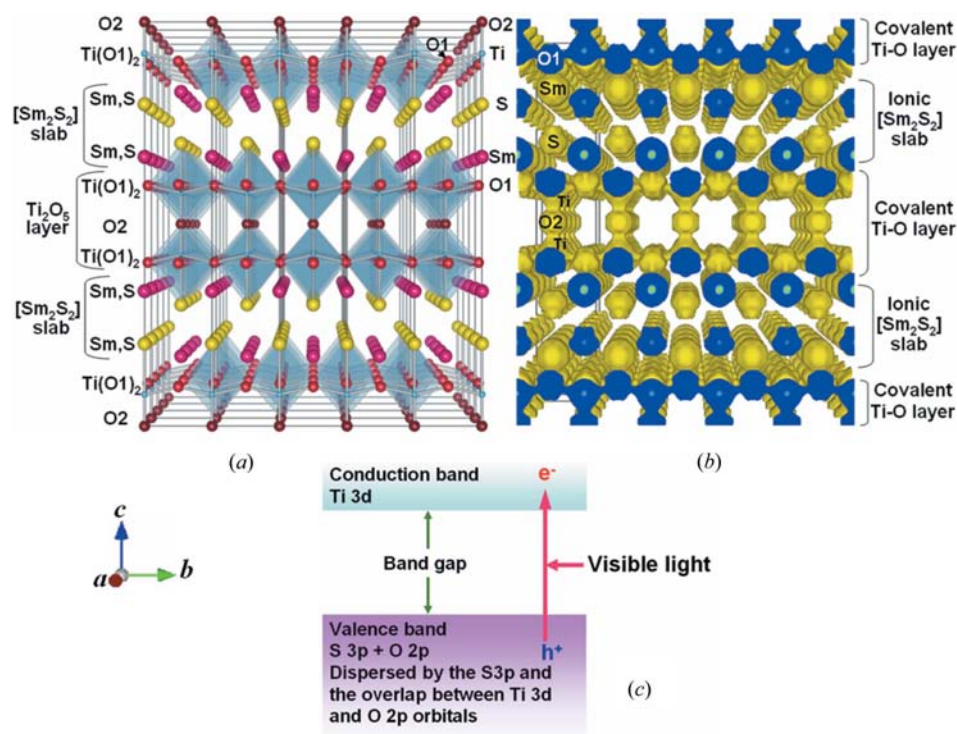 (a)
O2
Ti(O1)2
O1
Sm,S
[Sm2S2]
slab
Sm,S
Ti(O1)2
Ti2O5
layer
O2
Ti(O1)2
Sm,S
[Sm2S2]
slab
Sm,S
Ti(O1)2
O2
(b)
O2
Ti
O1
Sm
S
S
Sm
O1
Ti
O2
Ti
Covalent
Ti-O layer
Ionic
[Sm2S2]
slab
Covalent
Ti-O layer
Ionic
[Sm2S2]
slab
Covalent
Ti-O layer
(a)
(b)
c
a
b
Conduction band
Ti 3d
e-
Band gap
Visible light
Valence band
S 3p + O 2p
h+
Dispersed by the S3p and
the overlap between Ti 3d
and O 2p orbitals
(c)